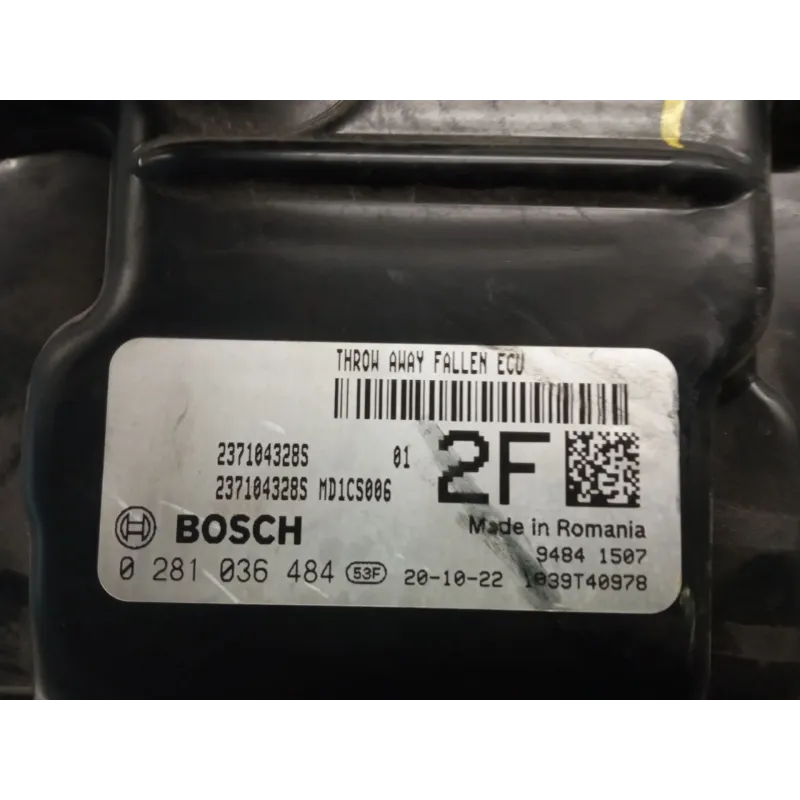 THROW AWAY FALLEN ECU
237104328S 01
237104328S MD1CS006
2F
BOSCH
Made in Romania
9484 1507
0 281 036 484 53F 20-10-22 1039T40978